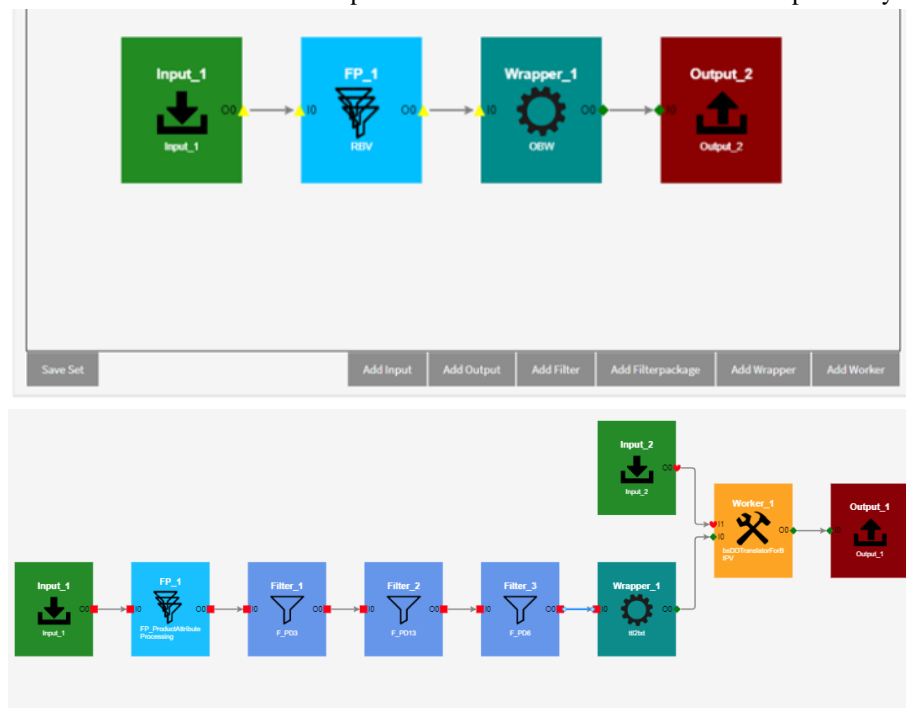 Input_1
O0
Input_1
FP_1
I0
O0
RBV
Wrapper_1
I0
O0
OBW
Output_2
I0
Output_2
Save Set
Add Input
Add Output
Add Filter
Add Filterpackage
Add Wrapper
Add Worker
Input_2
O0
Input_2
Worker_1
I1
I0
O0
Output_1
I0
Output_1
Input_1
O0
Input_1
FP_1
I0
O0
FP_ProductAttribute
Processing
Filter_1
I0
O0
F_PD3
Filter_2
I0
O0
F_PD13
Filter_3
I0
O0
F_PD6
Wrapper_1
I0
O0
ttl2txt